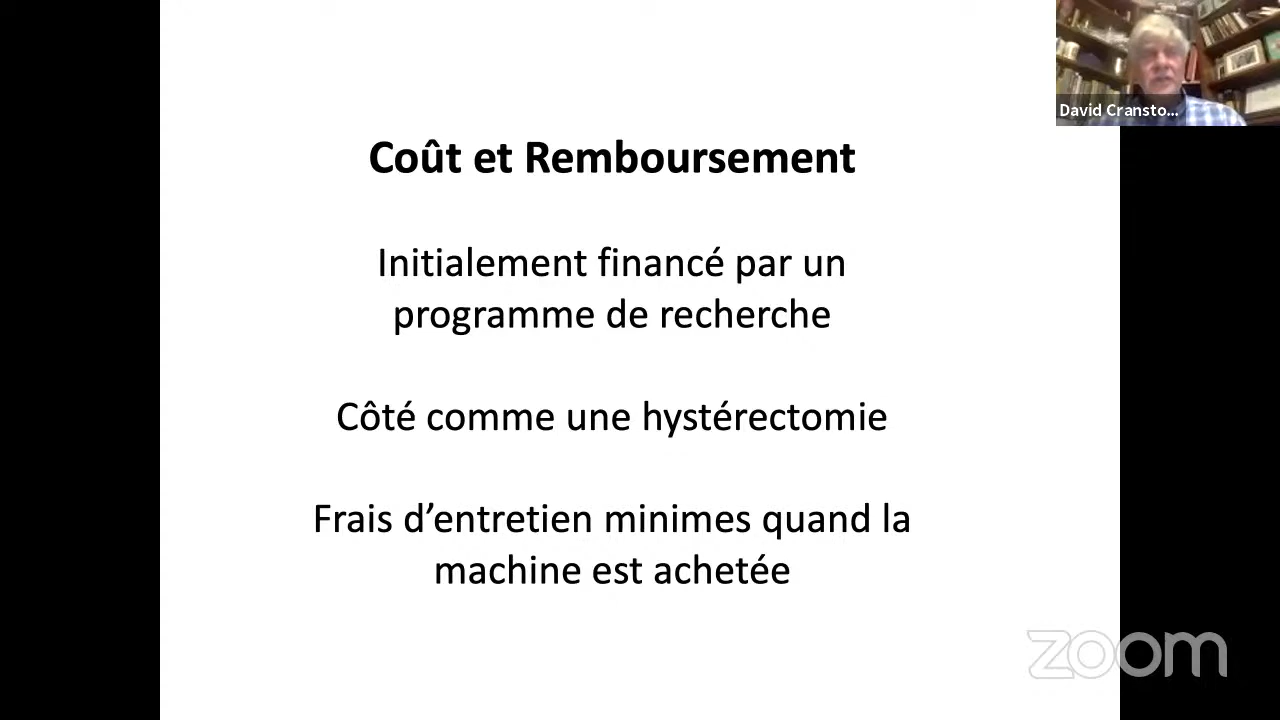 David Cransto...
Coût et Remboursement
Initialement financé par un
programme de recherche
Côté comme une hystérectomie
Frais d’entretien minimes quand la
machine est achetée
zoom